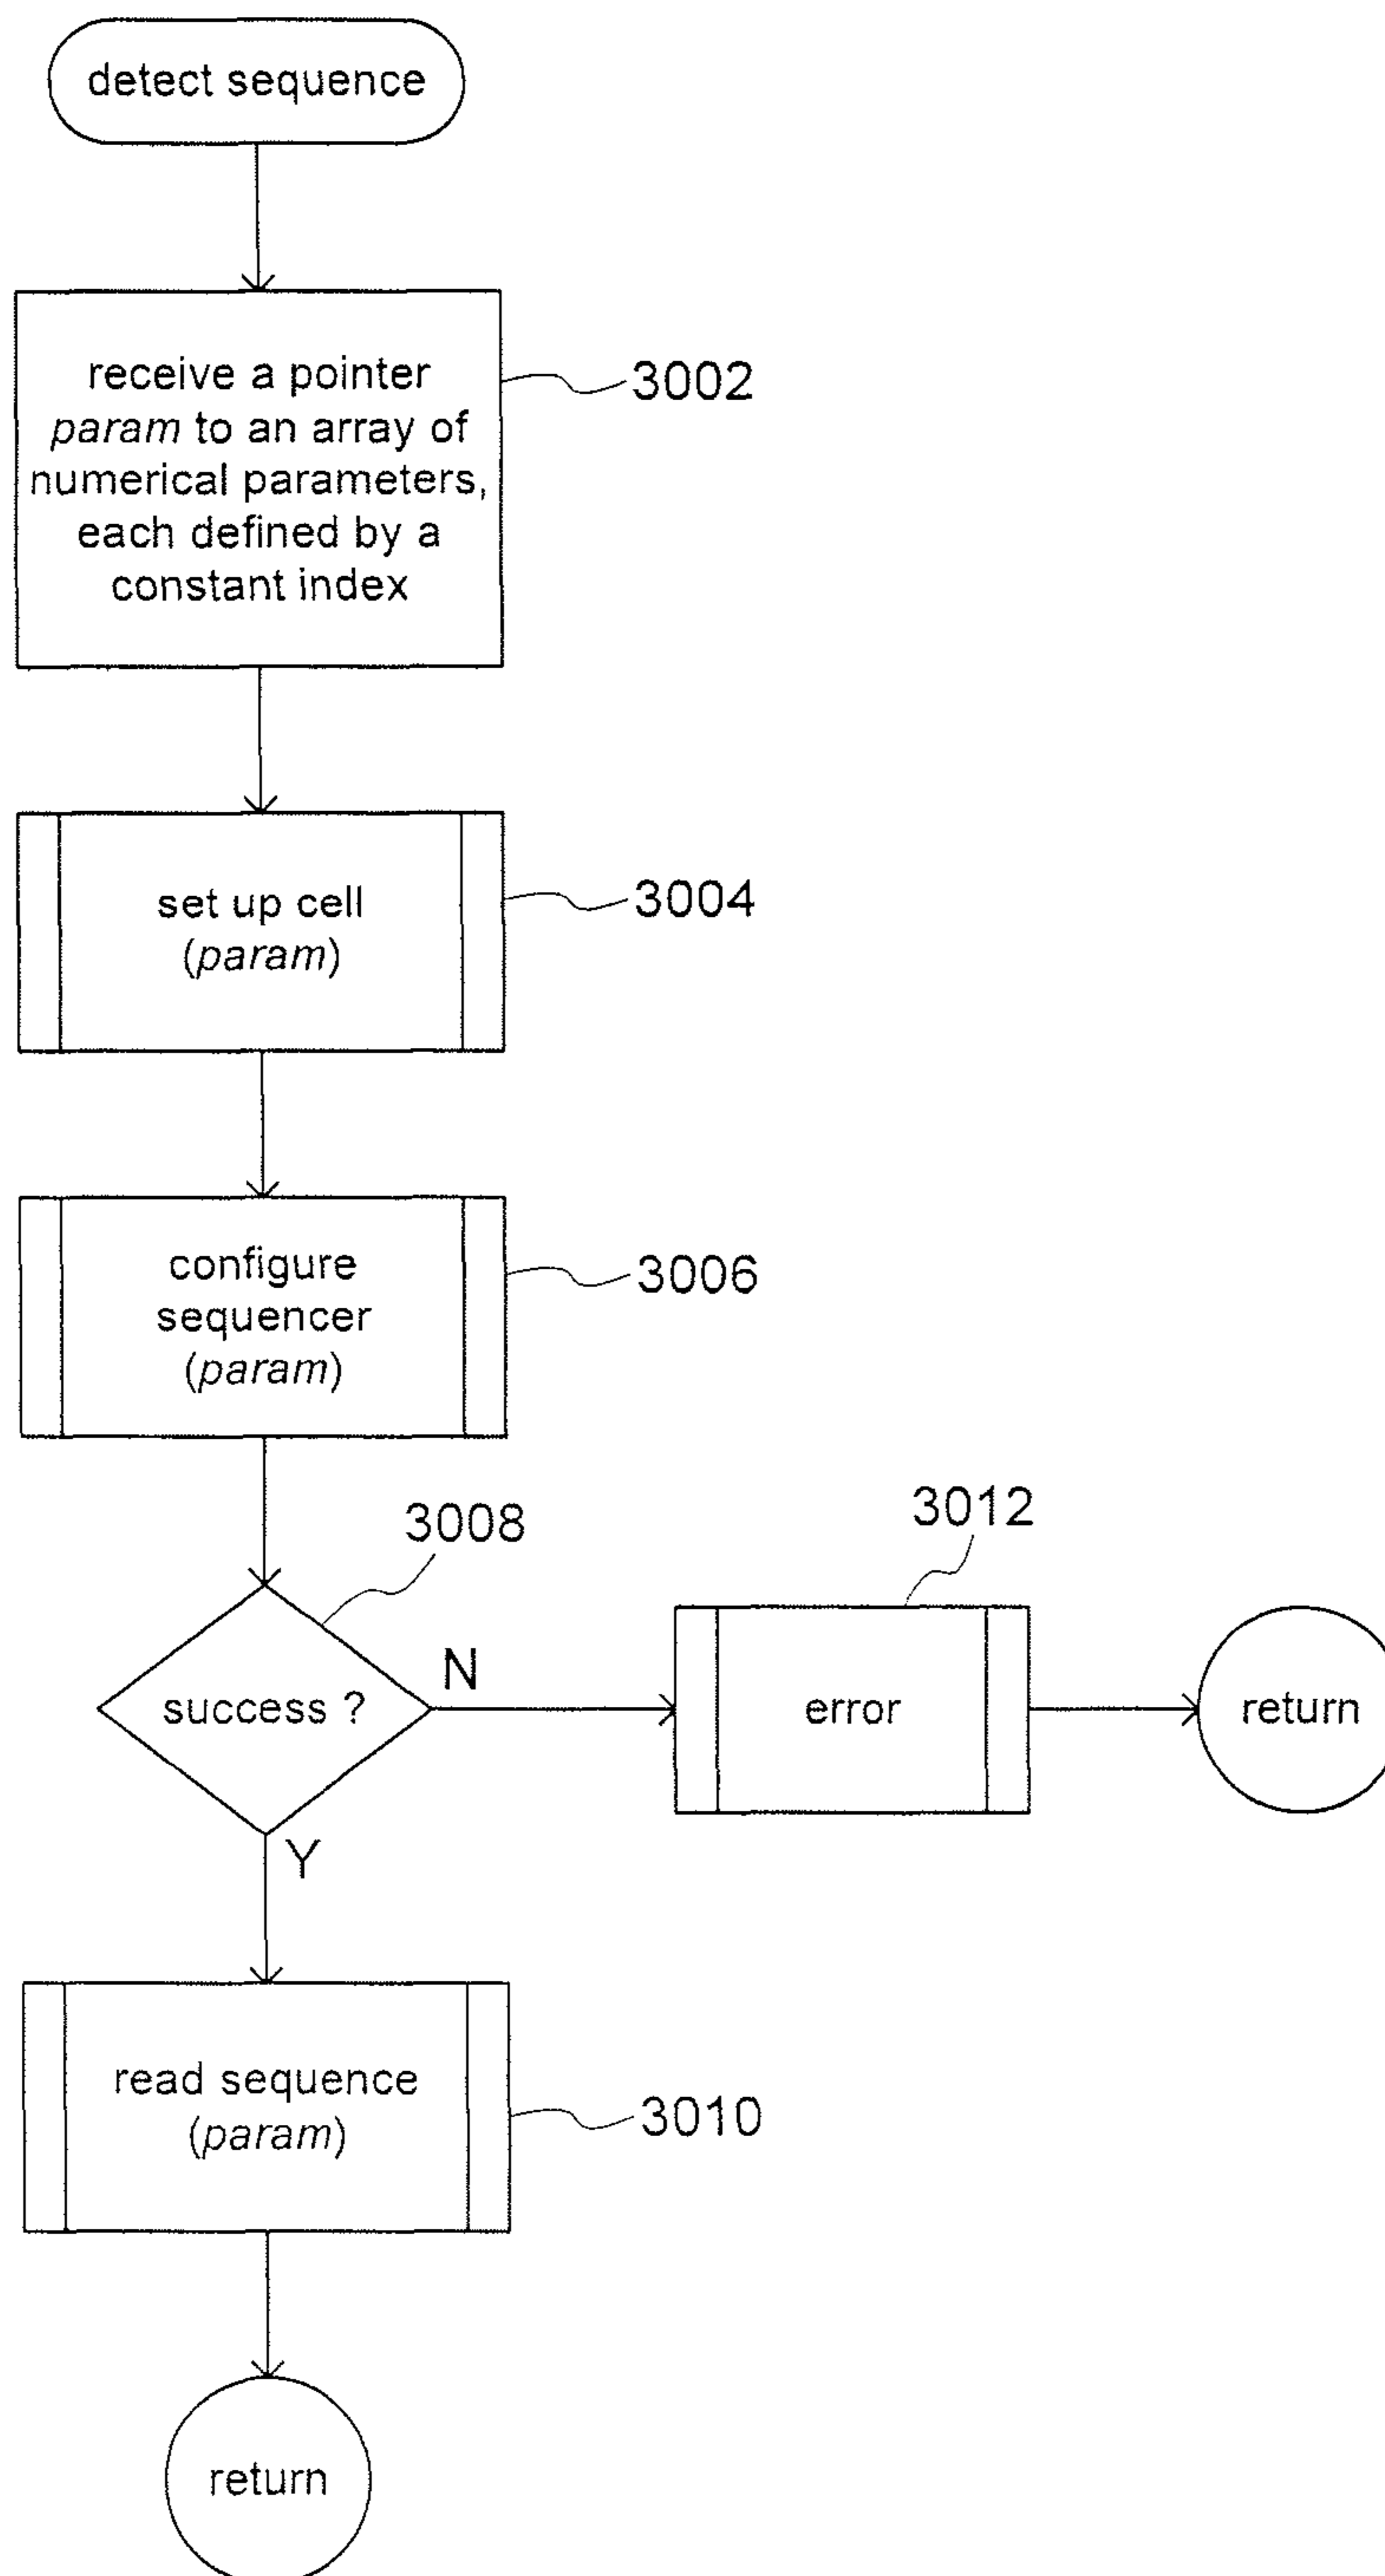 detect sequence
receive a pointer
param to an array of
numerical parameters,
each defined by a
constant index
3002
set up cell
(param)
3004
configure
sequencer
(param)
3006
3008
success ?
N
Y
3012
error
return
read sequence
(param)
3010
return